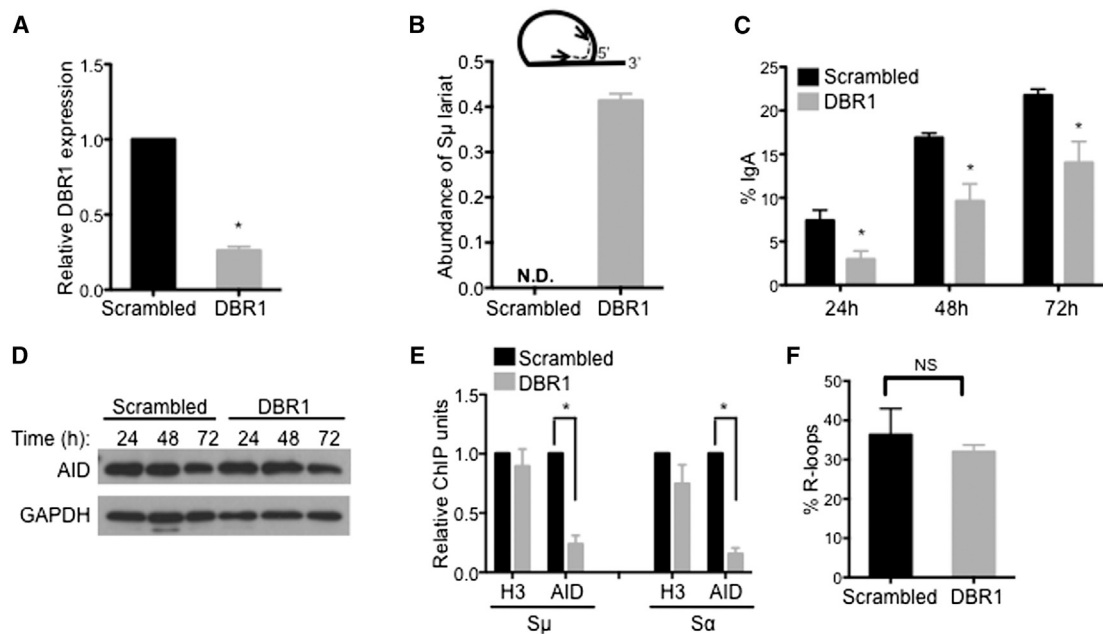 A
Relative DBR1 expression
1.5
1.0
0.5
0.0
*
Scrambled DBR1
B
Abundance of Sμ lariat
5'
3'
0.5
0.4
0.3
0.2
0.1
0.0
N.D.
Scrambled DBR1
C
% IgA
25
20
15
10
5
0
Scrambled
DBR1
*
*
*
24h 48h 72h
D
Scrambled DBR1
Time (h): 24 48 72 24 48 72
AID
GAPDH
E
Scrambled
DBR1
Relative ChIP units
1.5
1.0
0.5
0.0
*
*
H3 AID H3 AID
Sμ Sα
F
NS
% R-loops
50
40
30
20
10
0
Scrambled DBR1